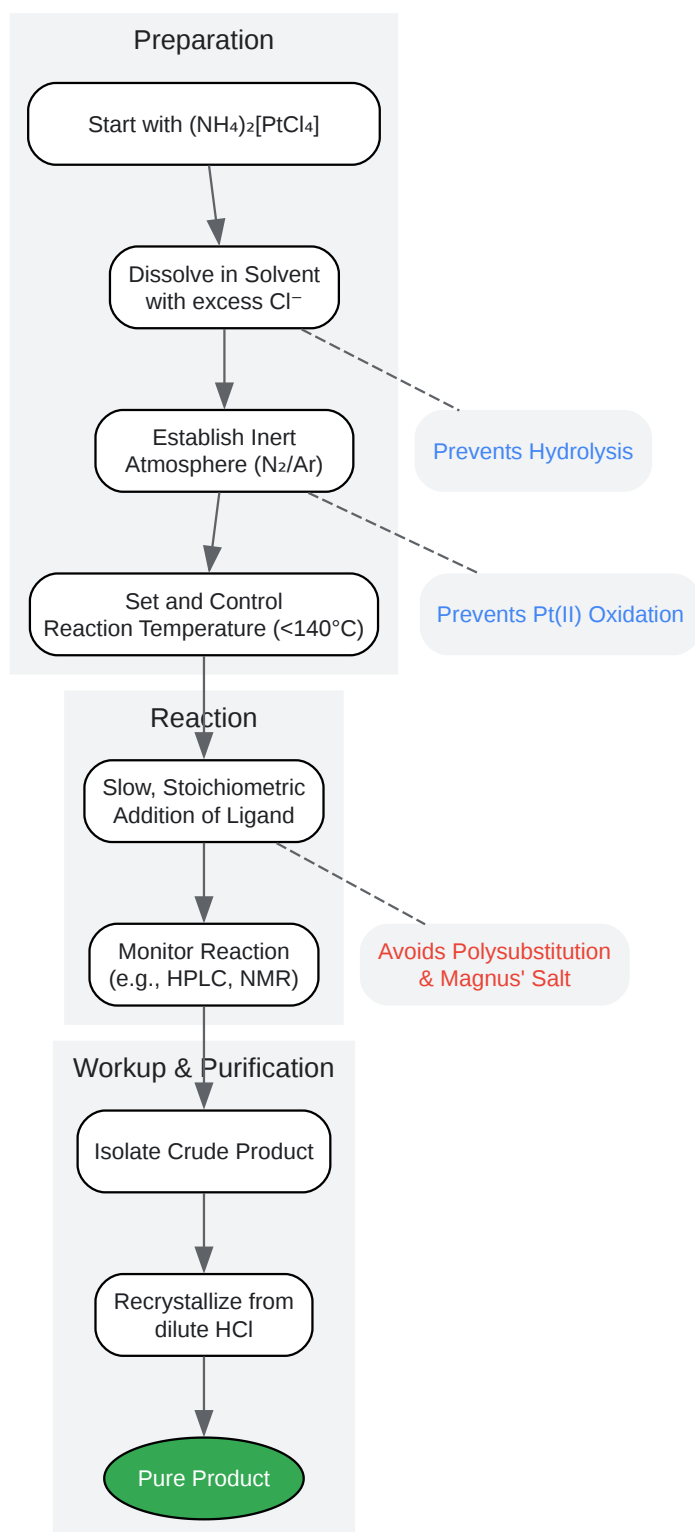 Preparation
Start with (NH₄)₂[PtCl₄]
Dissolve in Solvent
with excess Cl⁻
Establish Inert
Atmosphere (N₂/Ar)
Prevents Hydrolysis
Set and Control
Reaction Temperature (<140°C)
Prevents Pt(II) Oxidation
Reaction
Slow, Stoichiometric
Addition of Ligand
Monitor Reaction
(e.g., HPLC, NMR)
Avoids Polysubstitution
& Magnus' Salt
Workup & Purification
Isolate Crude Product
Recrystallize from
dilute HCl
Pure Product